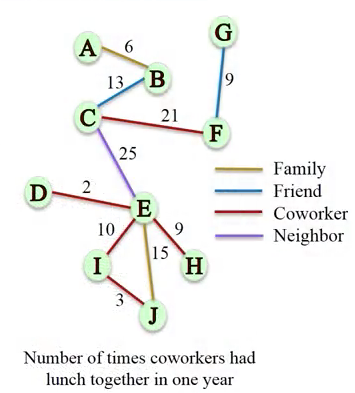 A
6
B
G
13
9
C
21
F
25
D
2
E
Family
Friend
Coworker
Neighbor
10
9
15
I
H
3
J
Number of times coworkers had
lunch together in one year